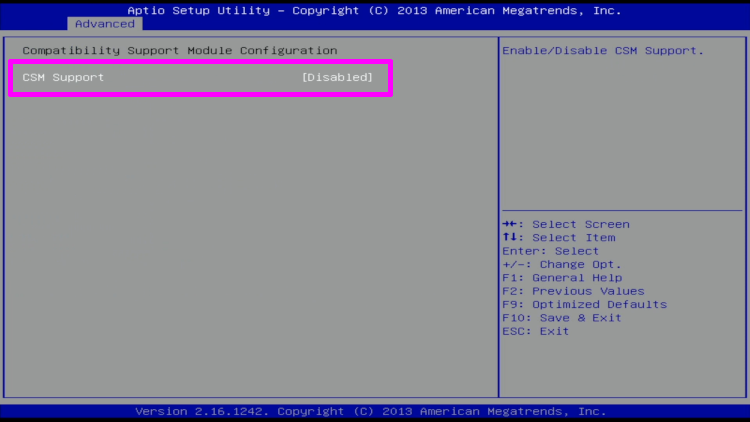 Aptio Setup Utility – Copyright (C) 2013 American Megatrends, Inc.
Advanced
Compatibility Support Module Configuration
CSM Support [Disabled]
Enable/Disable CSM Support.
→←: Select Screen
↑↓: Select Item
Enter: Select
+/-: Change Opt.
F1: General Help
F2: Previous Values
F9: Optimized Defaults
F10: Save & Exit
ESC: Exit
Version 2.16.1242. Copyright (C) 2013 American Megatrends, Inc.